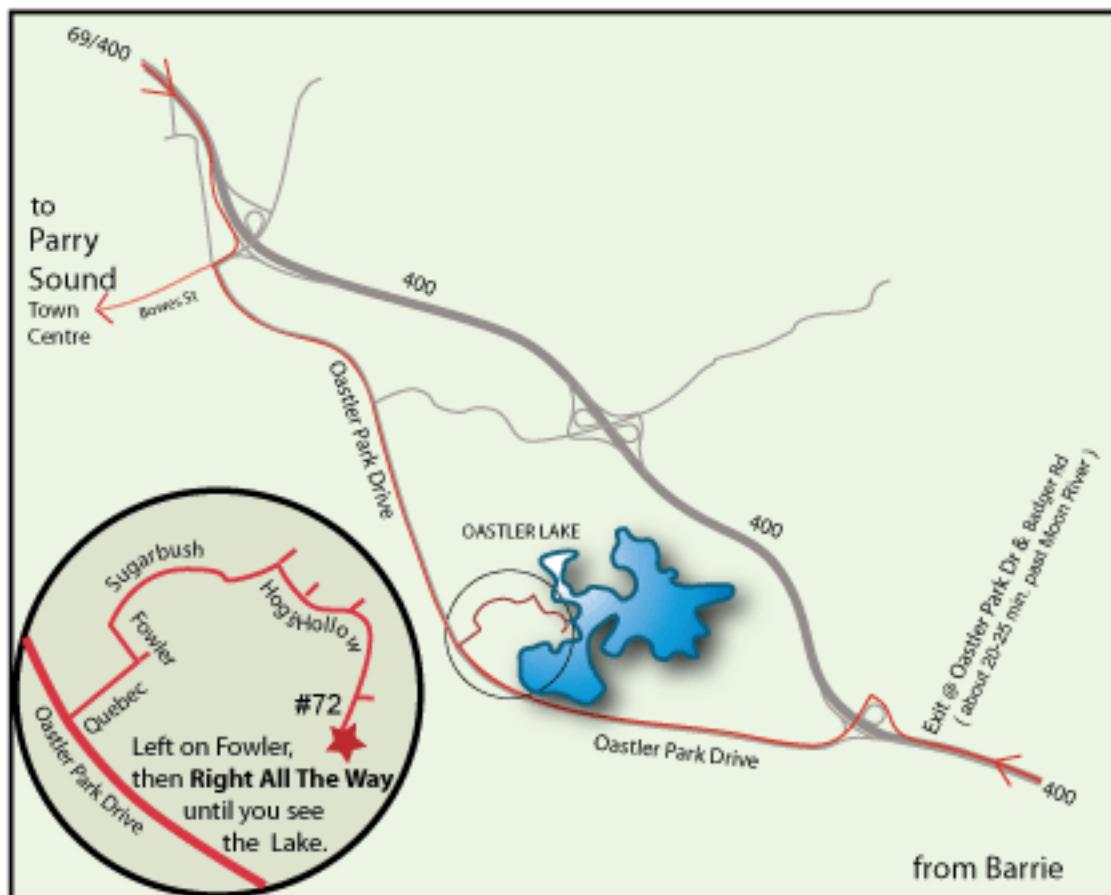 69/400
to
Parry
Sound
Town
Centre
Bowes St
400
Oastler Park Drive
OASTLER LAKE
400
Exit @ Oastler Park Dr & Badger Rd
( about 20-25 min. past Moon River )
Oastler Park Drive
400
from Barrie
Sugarbush
Hog's Hollow
Fowler
Quebec
Oastler Park Drive
#72
Left on Fowler,
then Right All The Way
until you see
the Lake.